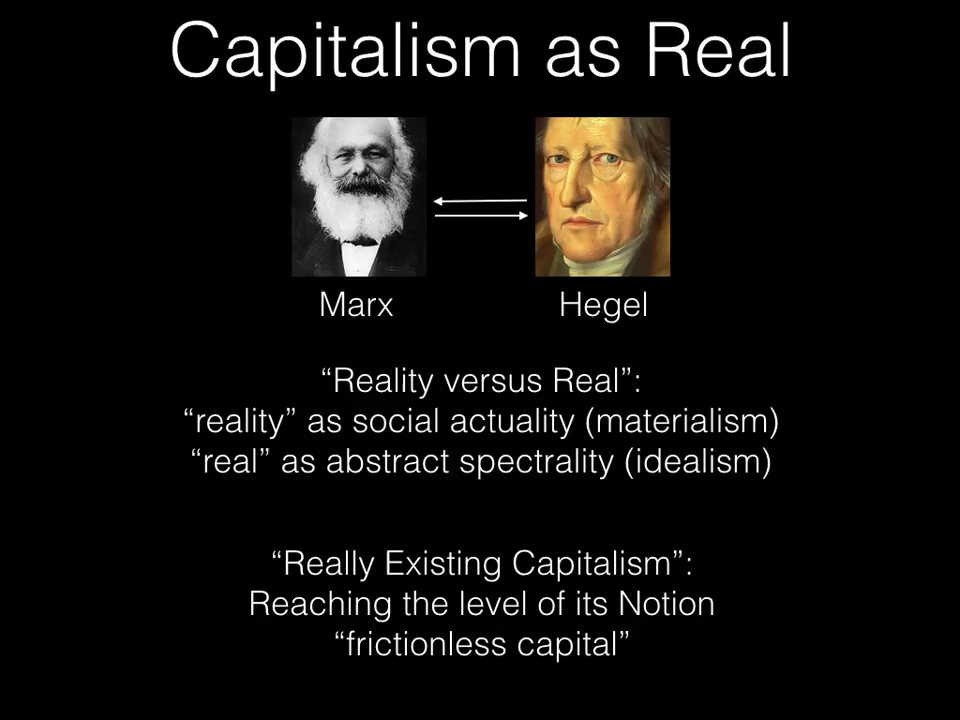 Capitalism as Real
Marx
Hegel
“Reality versus Real”:
“reality” as social actuality (materialism)
“real” as abstract spectrality (idealism)
“Really Existing Capitalism”:
Reaching the level of its Notion
“frictionless capital”